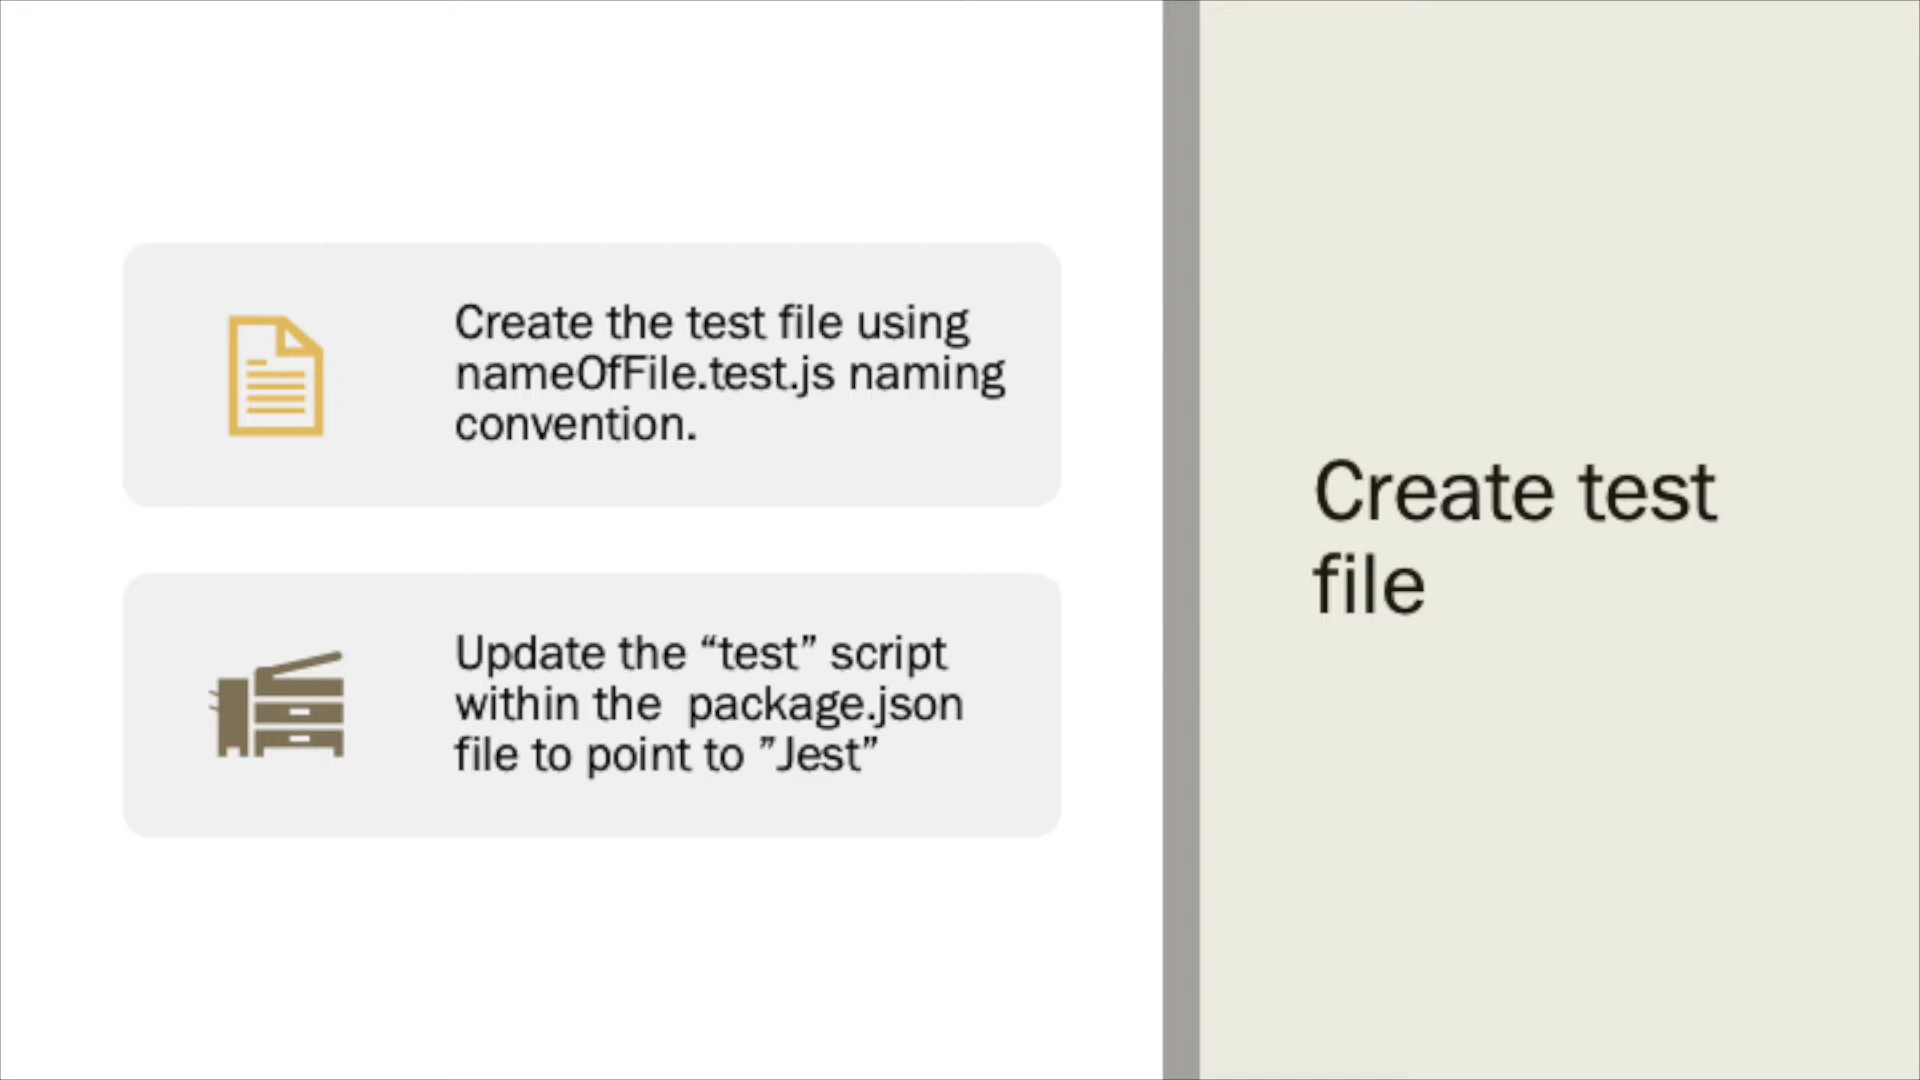 Create the test file using
nameOfFile.test.js naming
convention.
Update the “test” script
within the  package.json
file to point to ”Jest”
Create test
file